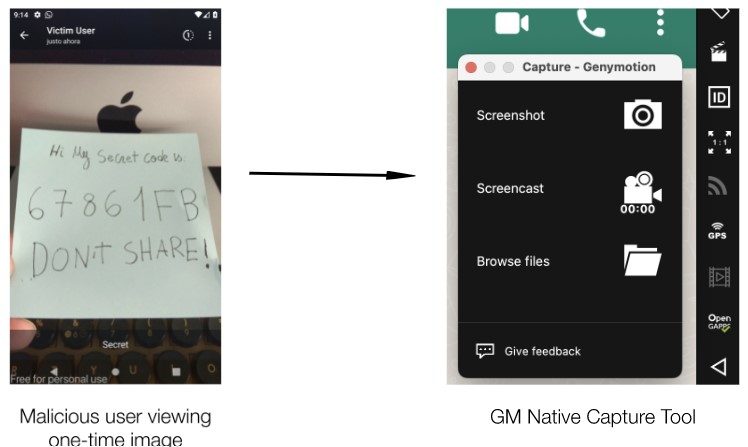 9:14
Victim User
justo ahora
Hi My Secret code is
67861FB
DON'T SHARE!
Secret
Free for personal use
Malicious user viewing
one-time image
Capture - Genymotion
Screenshot
Screencast
00:00
Browse files
Give feedback
ID
1:1
GPS
Open
GAPPS
GM Native Capture Tool